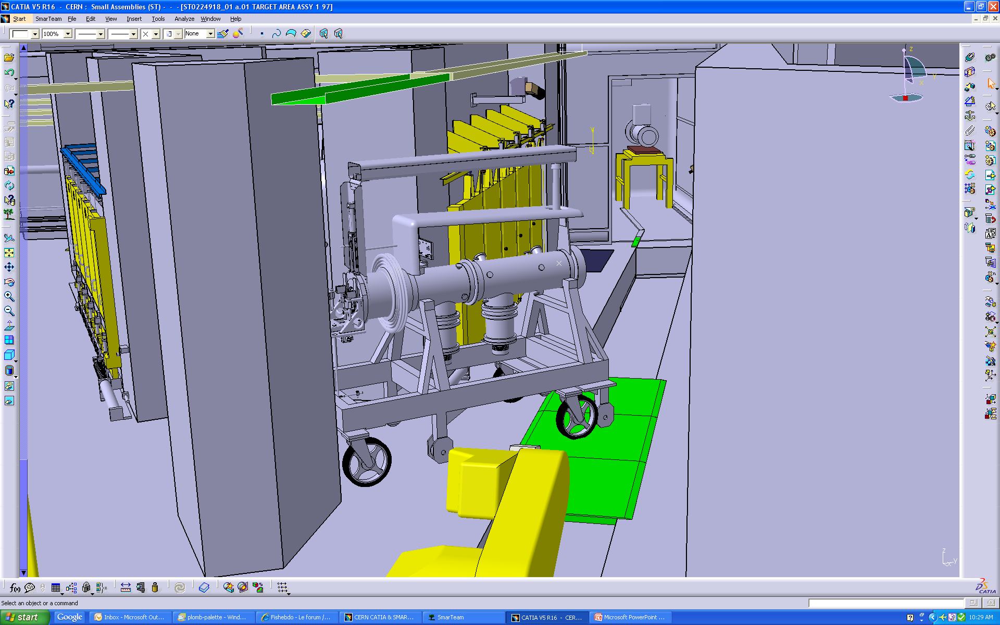 CATIA V5 R16 - CERN : Small Assemblies (ST) - - - [ST0224918_01 a.01 TARGET AREA ASSY 1 97]
Start SmarTeam File Edit View Insert Tools Analyze Window Help
100% None
z
Y
x
Y
z
y
x
f(x)
DS
CATIA
Select an object or a command
start Google Inbox - Microsoft Out... plomb-palette - Wind... Fishebdo - Le forum /... CERN CATIA & SMAR... SmarTeam CATIA V5 R16 - CER... Microsoft PowerPoint ... 10:29 AM